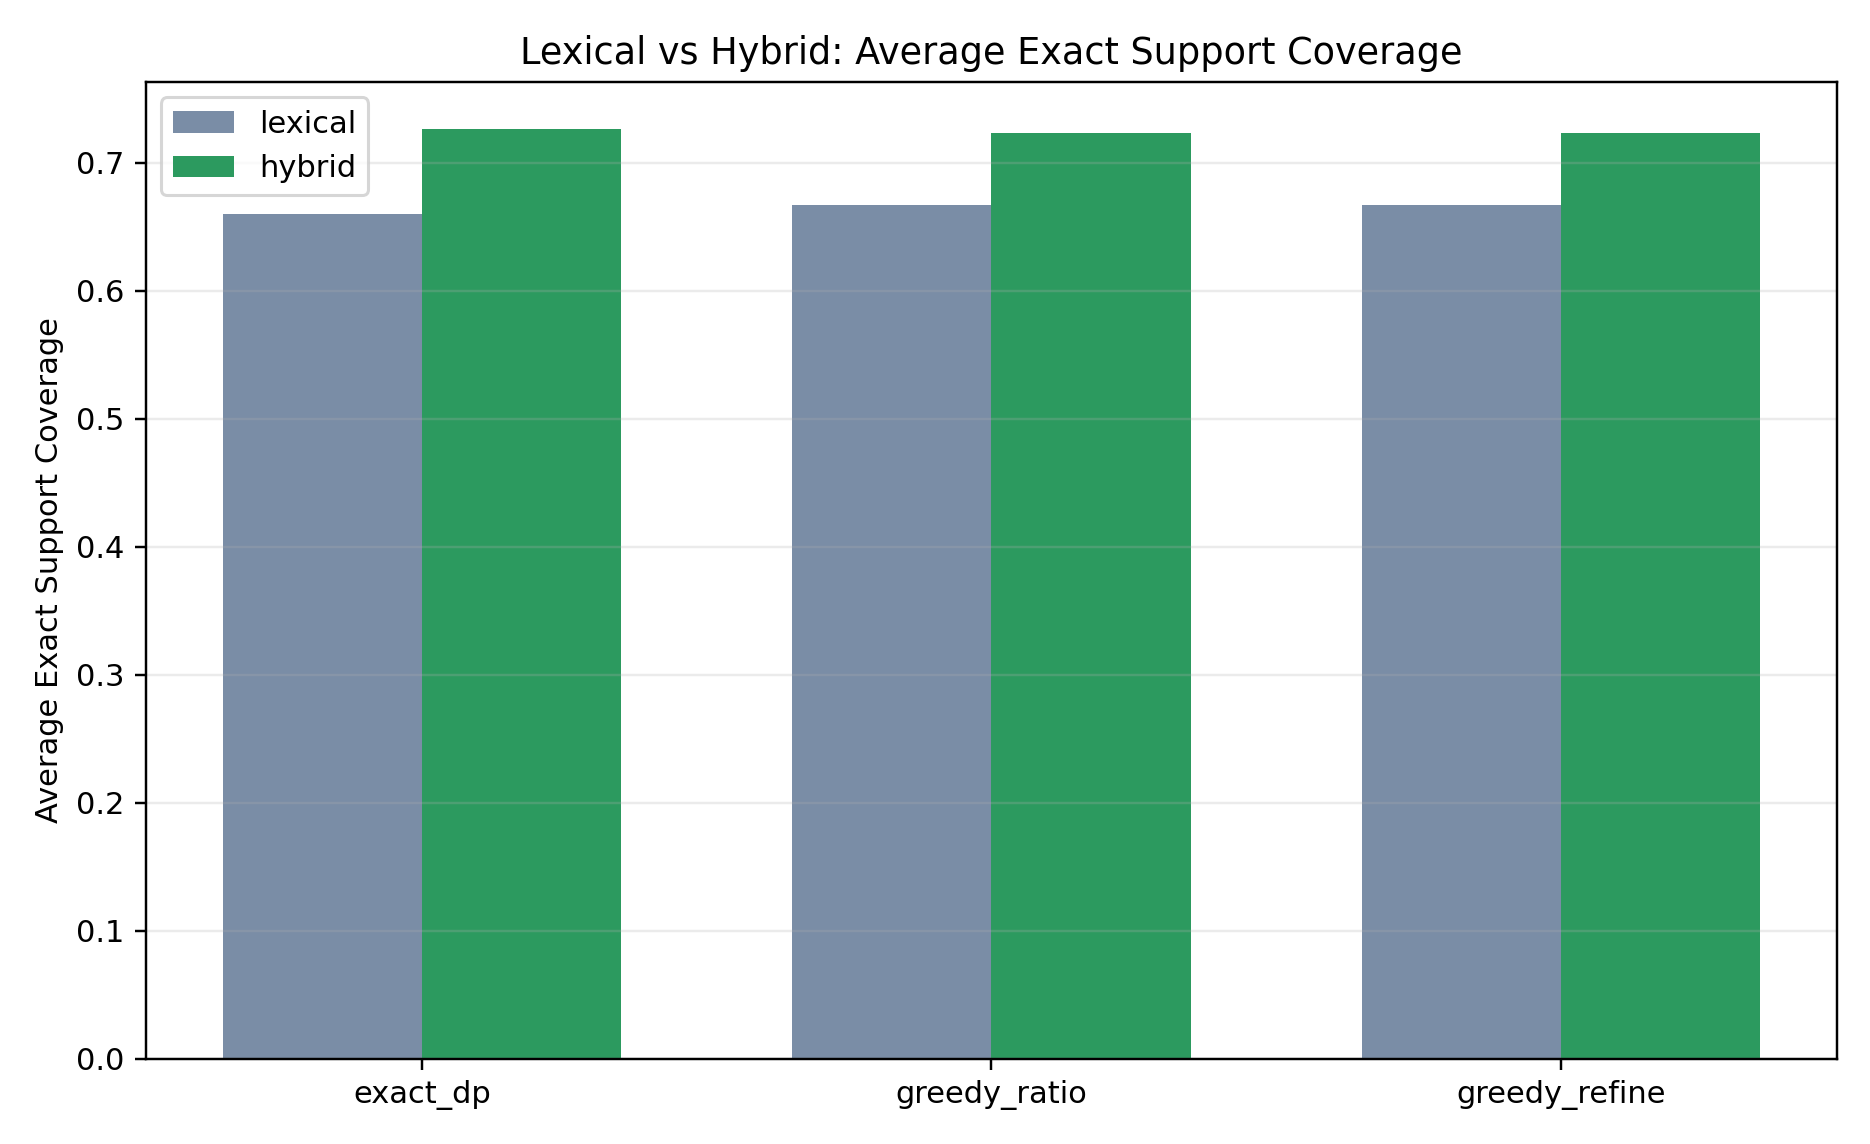 Lexical vs Hybrid: Average Exact Support Coverage
lexical
hybrid
Average Exact Support Coverage
0.7
0.6
0.5
0.4
0.3
0.2
0.1
0.0
exact_dp
greedy_ratio
greedy_refine